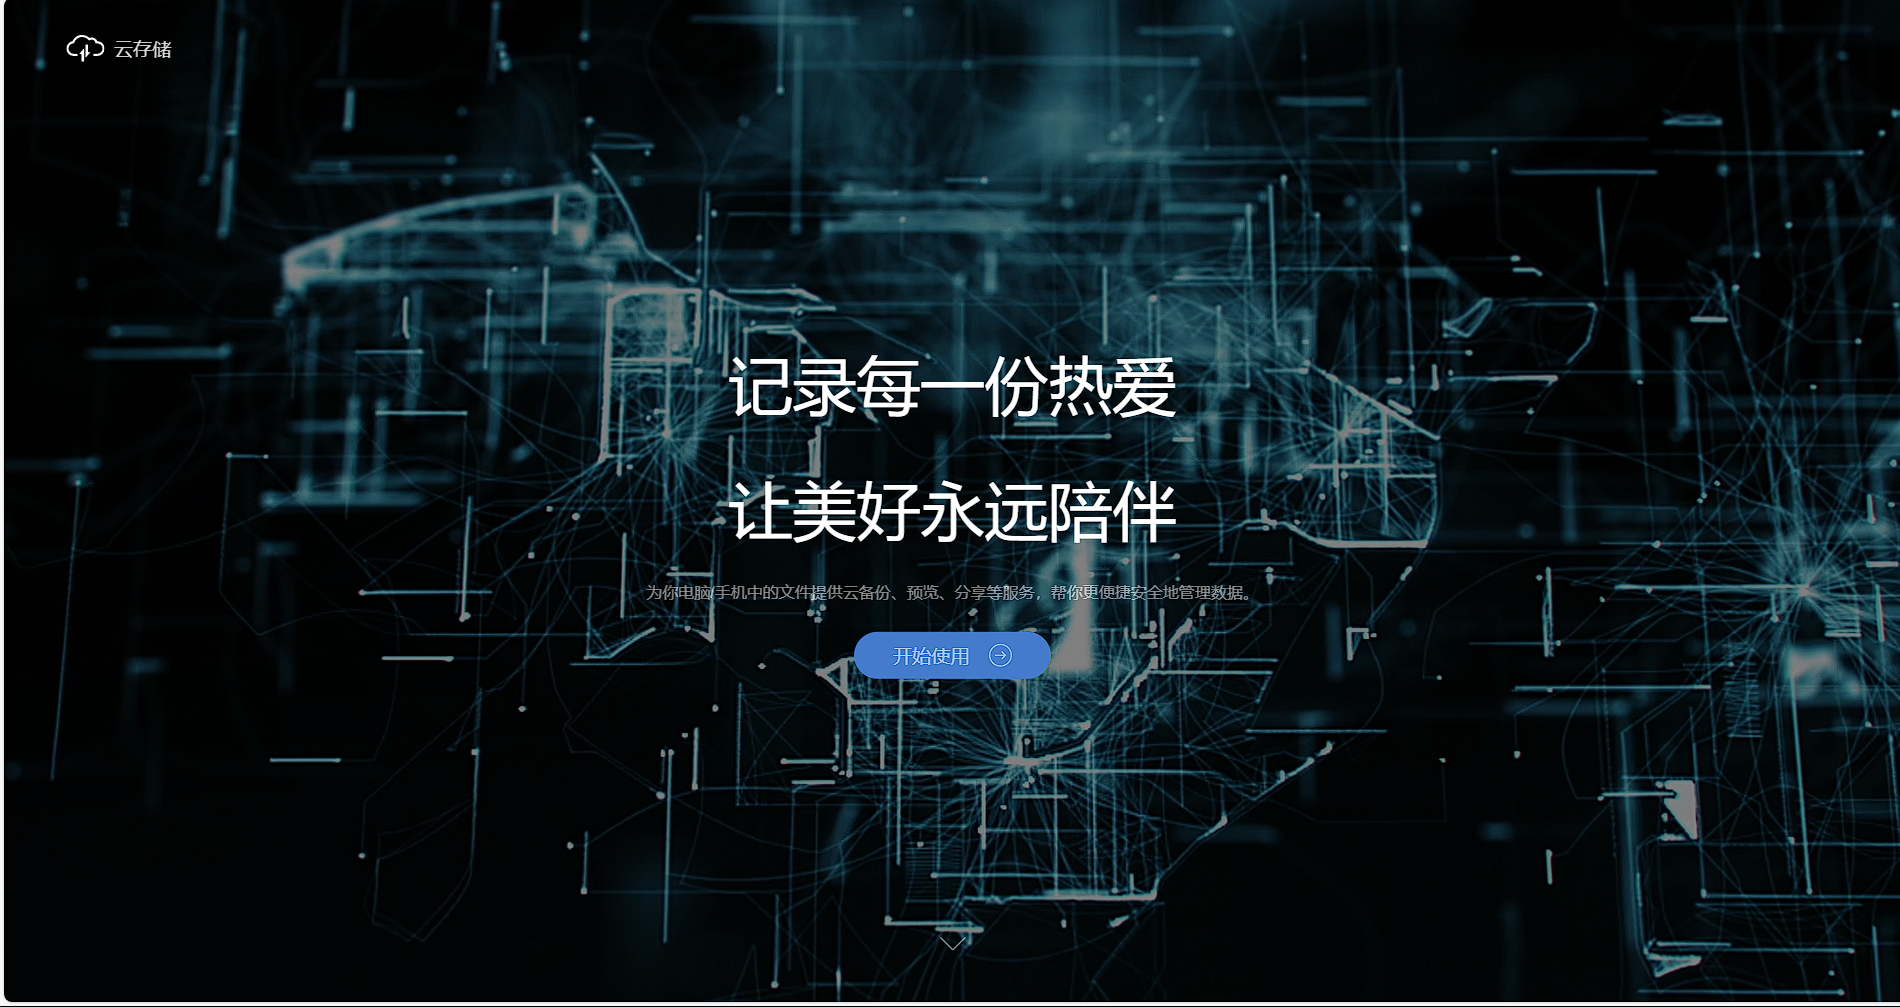 云存储
记录每一份热爱
让美好永远陪伴
为你电脑/手机中的文件提供云备份、预览、分享等服务，帮你更便捷安全地管理数据。
开始使用